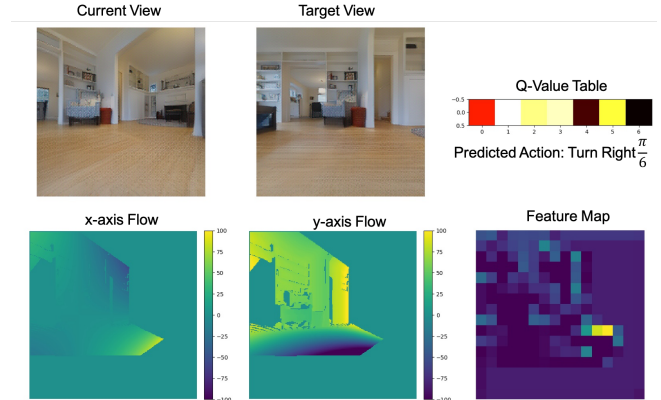 Current View
Target View
Q-Value Table
−0.5
0.0
0.5
0 1 2 3 4 5 6
Predicted Action: Turn Right π/6
x-axis Flow
y-axis Flow
Feature Map
100
75
50
25
0
−25
−50
−75
−100
100
75
50
25
0
−25
−50
−75
−100